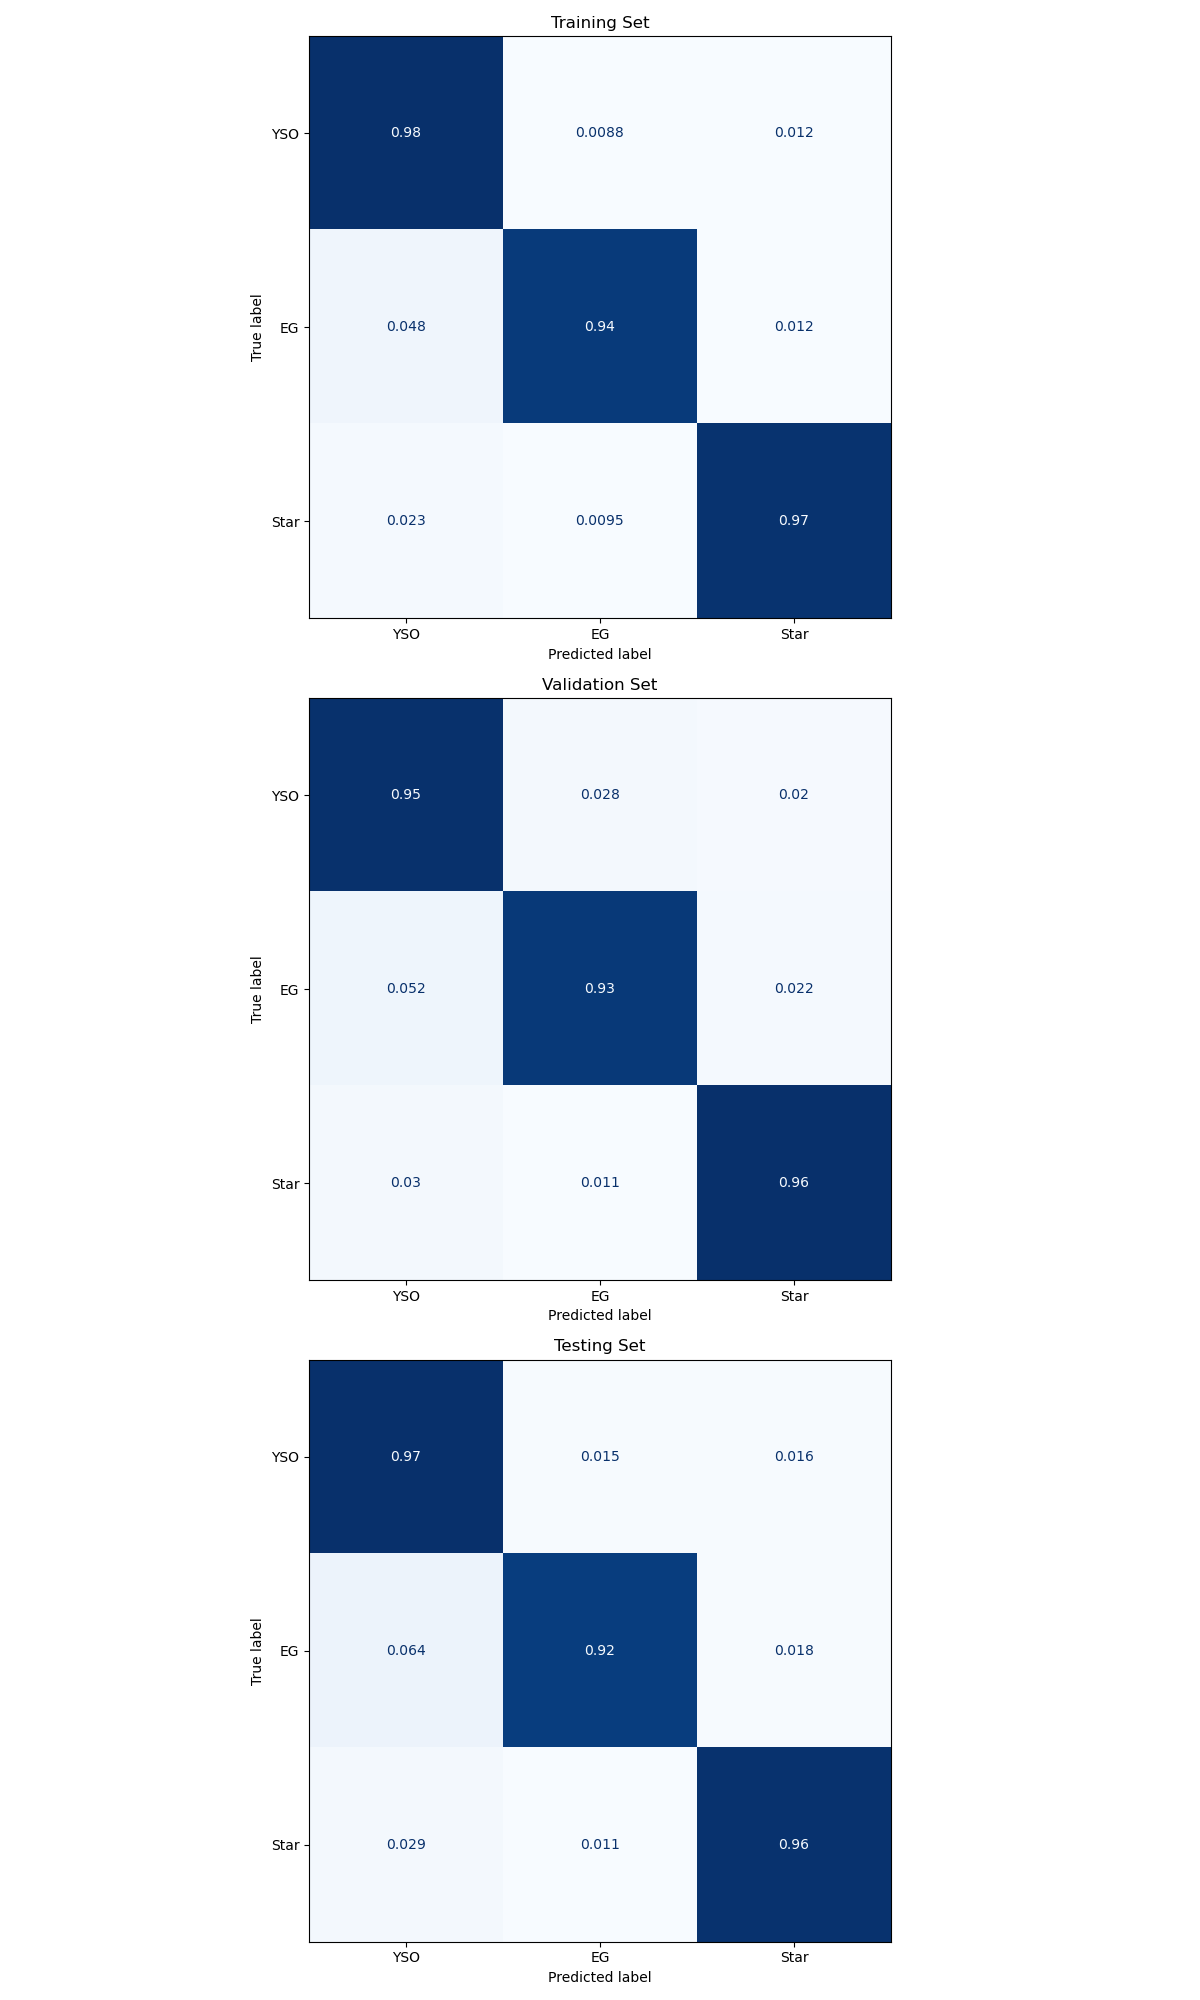 Training Set
YSO 0.98 0.0088 0.012
True label
EG 0.048 0.94 0.012
Star 0.023 0.0095 0.97
YSO EG Star
Predicted label
Validation Set
YSO 0.95 0.028 0.02
True label
EG 0.052 0.93 0.022
Star 0.03 0.011 0.96
YSO EG Star
Predicted label
Testing Set
YSO 0.97 0.015 0.016
True label
EG 0.064 0.92 0.018
Star 0.029 0.011 0.96
YSO EG Star
Predicted label